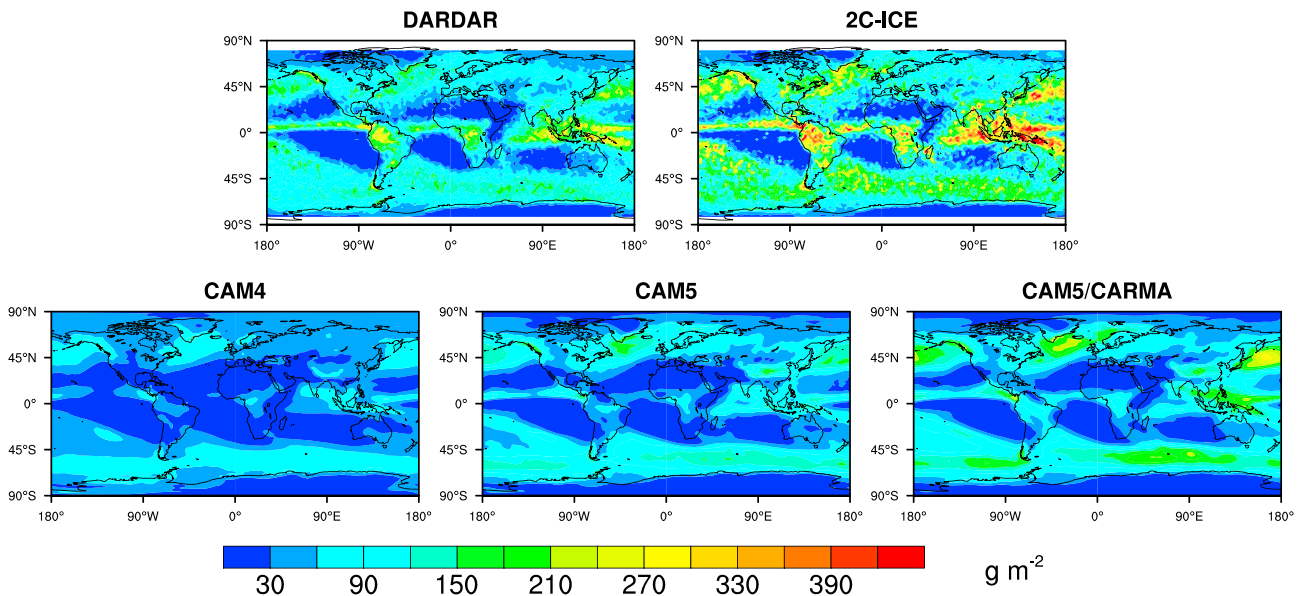 DARDAR 2C-ICE
90°N 90°N
45°N 45°N
0° 0°
45°S 45°S
90°S 90°S
180° 90°W 0° 90°E 180° 180° 90°W 0° 90°E 180°
CAM4 CAM5 CAM5/CARMA
90°N 90°N 90°N
45°N 45°N 45°N
0° 0° 0°
45°S 45°S 45°S
90°S 90°S 90°S
180° 90°W 0° 90°E 180° 180° 90°W 0° 90°E 180° 180° 90°W 0° 90°E 180°
30 90 150 210 270 330 390 g m-2